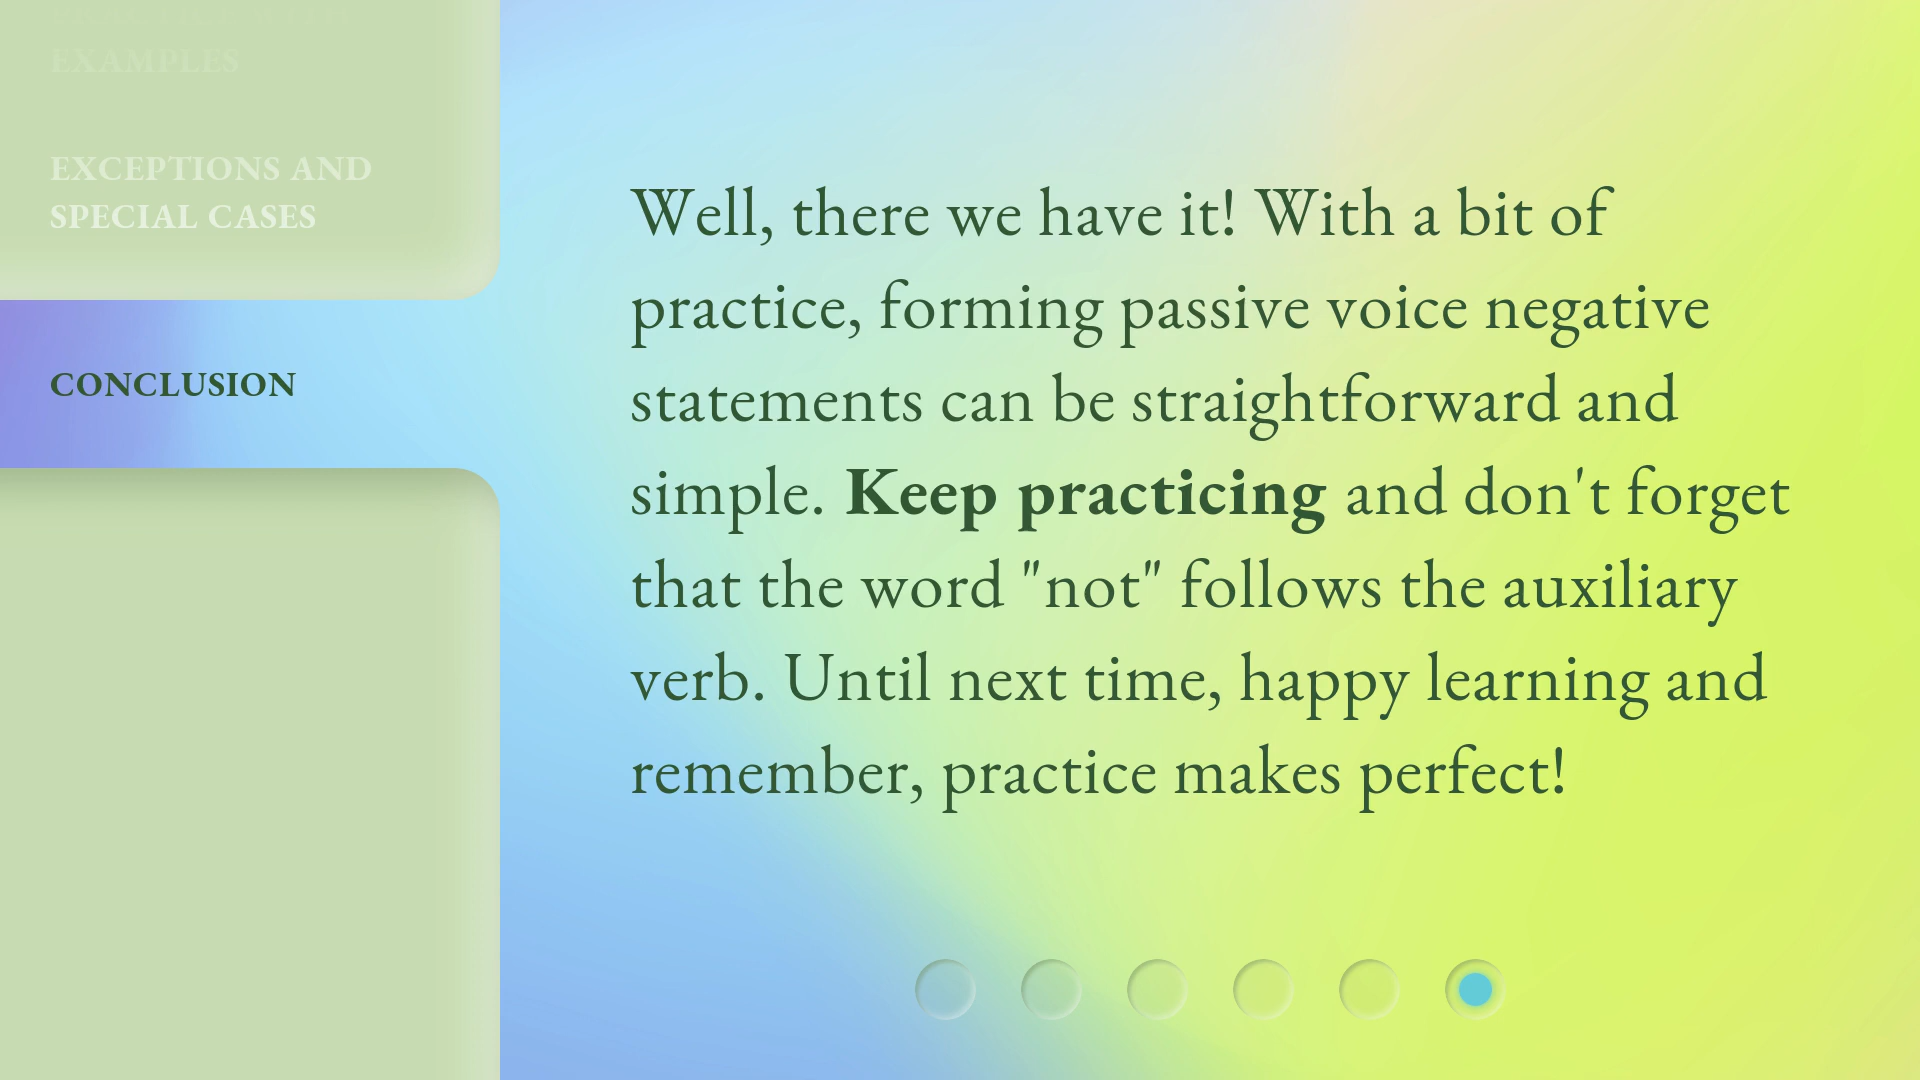 EXAMPLES
EXCEPTIONS AND
SPECIAL CASES
CONCLUSION
Well, there we have it! With a bit of
practice, forming passive voice negative
statements can be straightforward and
simple. Keep practicing and don't forget
that the word "not" follows the auxiliary
verb. Until next time, happy learning and
remember, practice makes perfect!